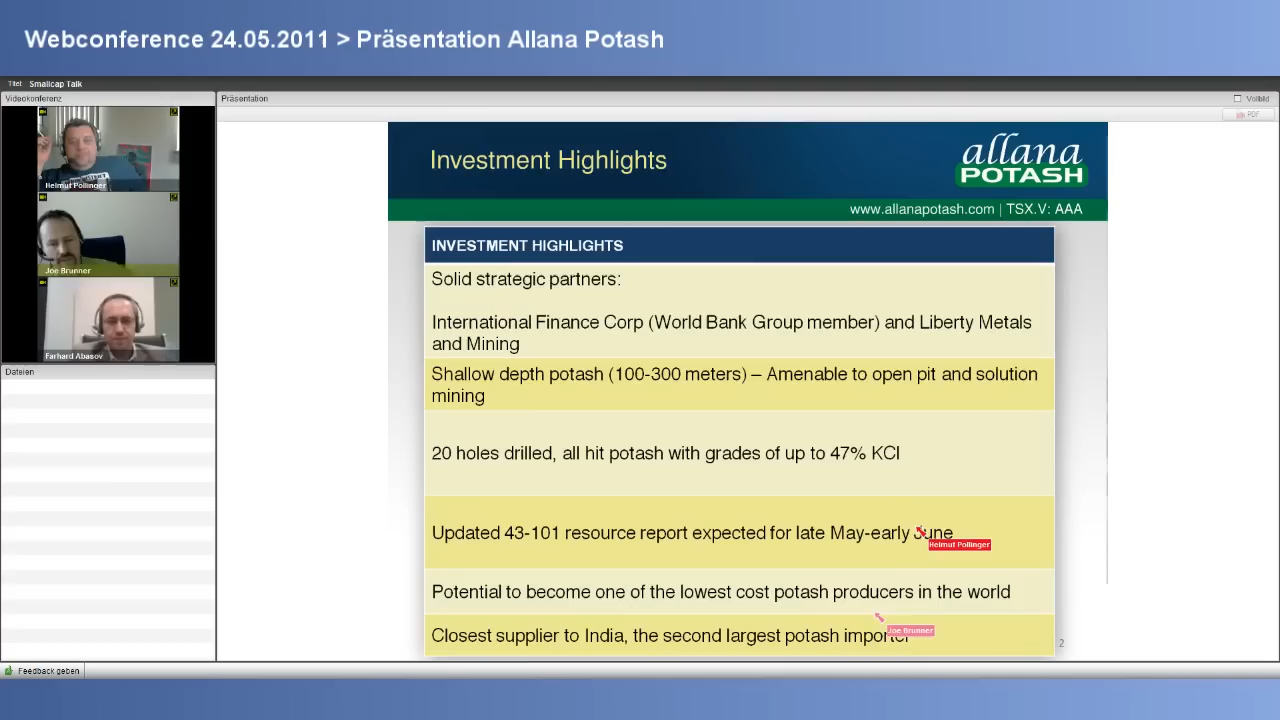 Webconference 24.05.2011 > Präsentation Allana Potash
Titel: Smallcap Talk
Videokonferenz
Präsentation
Vollbild
PDF
Helmut Pollinger
Joe Brunner
Farhard Abasov
Dateien
Investment Highlights
allana
POTASH
www.allanapotash.com | TSX.V: AAA
INVESTMENT HIGHLIGHTS
Solid strategic partners:
International Finance Corp (World Bank Group member) and Liberty Metals
and Mining
Shallow depth potash (100-300 meters) – Amenable to open pit and solution
mining
20 holes drilled, all hit potash with grades of up to 47% KCl
Updated 43-101 resource report expected for late May-early June
Helmut Pollinger
Potential to become one of the lowest cost potash producers in the world
Joe Brunner
Closest supplier to India, the second largest potash importer
2
Feedback geben